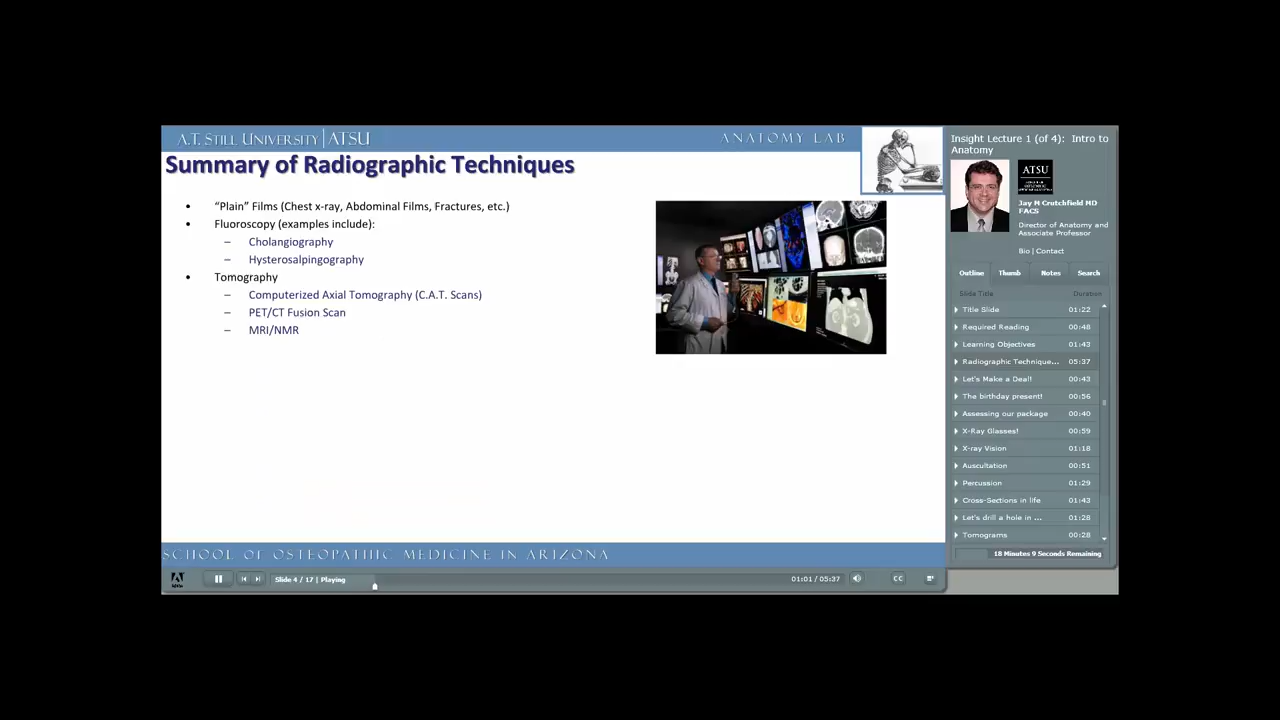 A.T. STILL UNIVERSITY | ATSU
ANATOMY LAB
Summary of Radiographic Techniques
• “Plain” Films (Chest x-ray, Abdominal Films, Fractures, etc.)
• Fluoroscopy (examples include):
– Cholangiography
– Hysterosalpingography
• Tomography
– Computerized Axial Tomography (C.A.T. Scans)
– PET/CT Fusion Scan
– MRI/NMR
SCHOOL OF OSTEOPATHIC MEDICINE IN ARIZONA
Slide 4 / 17 | Playing
01:01 / 05:37
CC
Insight Lecture 1 (of 4): Intro to
Anatomy
ATSU
Jay M Crutchfield MD
FACS
Director of Anatomy and
Associate Professor
Bio | Contact
Outline Thumb Notes Search
Slide Title Duration
Title Slide 01:22
Required Reading 00:48
Learning Objectives 01:43
Radiographic Technique... 05:37
Let's Make a Deal! 00:43
The birthday present! 00:56
Assessing our package 00:40
X-Ray Glasses! 00:59
X-ray Vision 01:18
Auscultation 00:51
Percussion 01:29
Cross-Sections in life 01:43
Let's drill a hole in ... 01:28
Tomograms 00:28
18 Minutes 9 Seconds Remaining